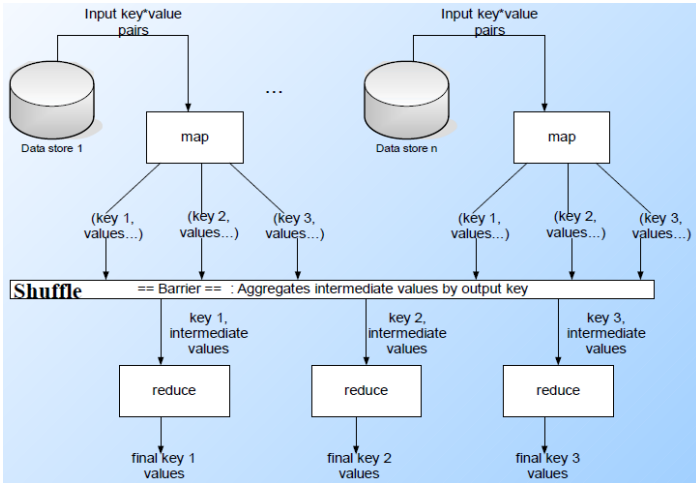 Input key*value
pairs
Input key*value
pairs
...
Data store 1
map
Data store n
map
(key 1,
values...)
(key 2,
values...)
(key 3,
values...)
(key 1,
values...)
(key 2,
values...)
(key 3,
values...)
Shuffle == Barrier == : Aggregates intermediate values by output key
key 1,
intermediate
values
key 2,
intermediate
values
key 3,
intermediate
values
reduce
reduce
reduce
final key 1
values
final key 2
values
final key 3
values